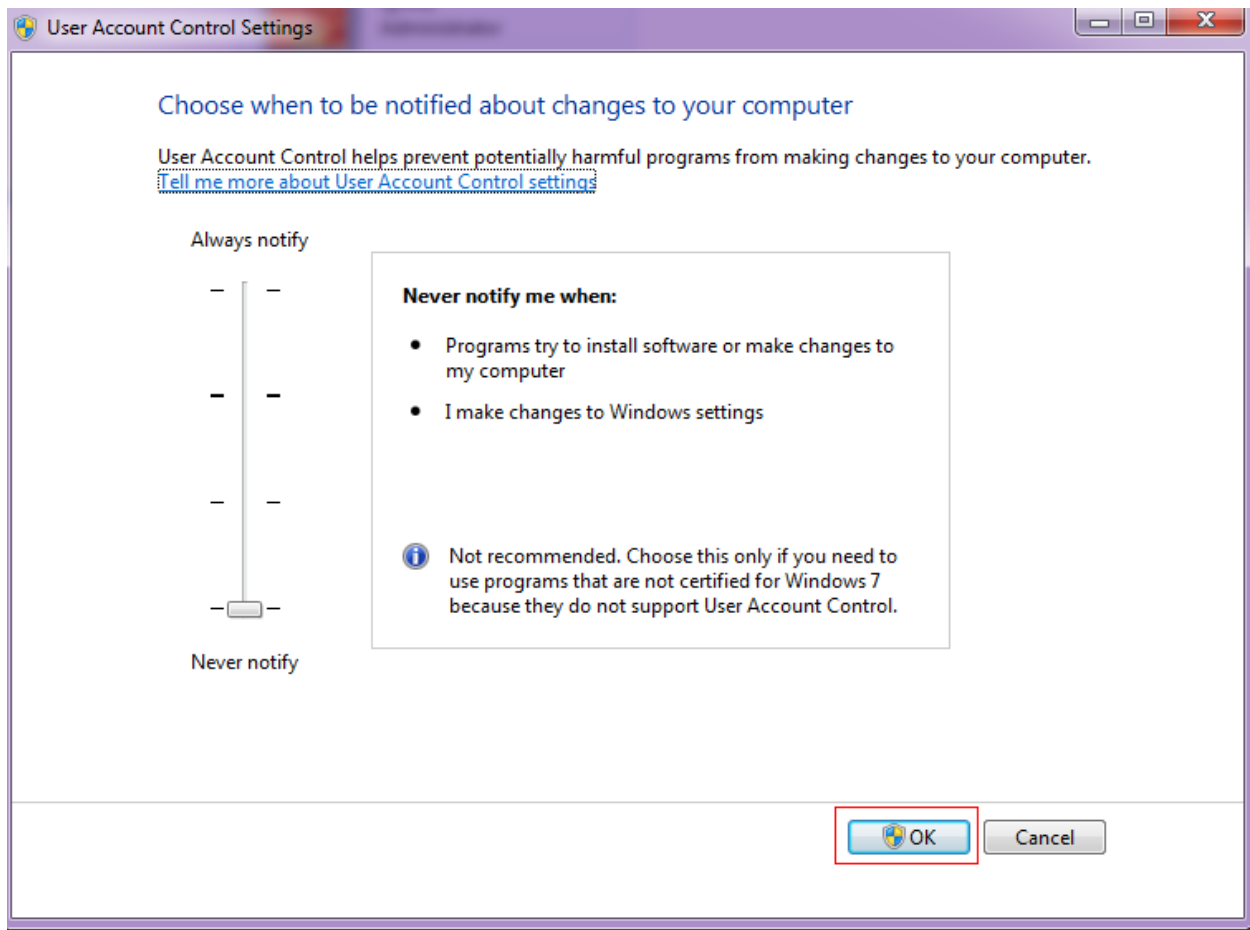 User Account Control Settings
Choose when to be notified about changes to your computer
User Account Control helps prevent potentially harmful programs from making changes to your computer.
Tell me more about User Account Control settings
Always notify
Never notify me when:
• Programs try to install software or make changes to
my computer
• I make changes to Windows settings
Not recommended. Choose this only if you need to
use programs that are not certified for Windows 7
because they do not support User Account Control.
Never notify
OK
Cancel